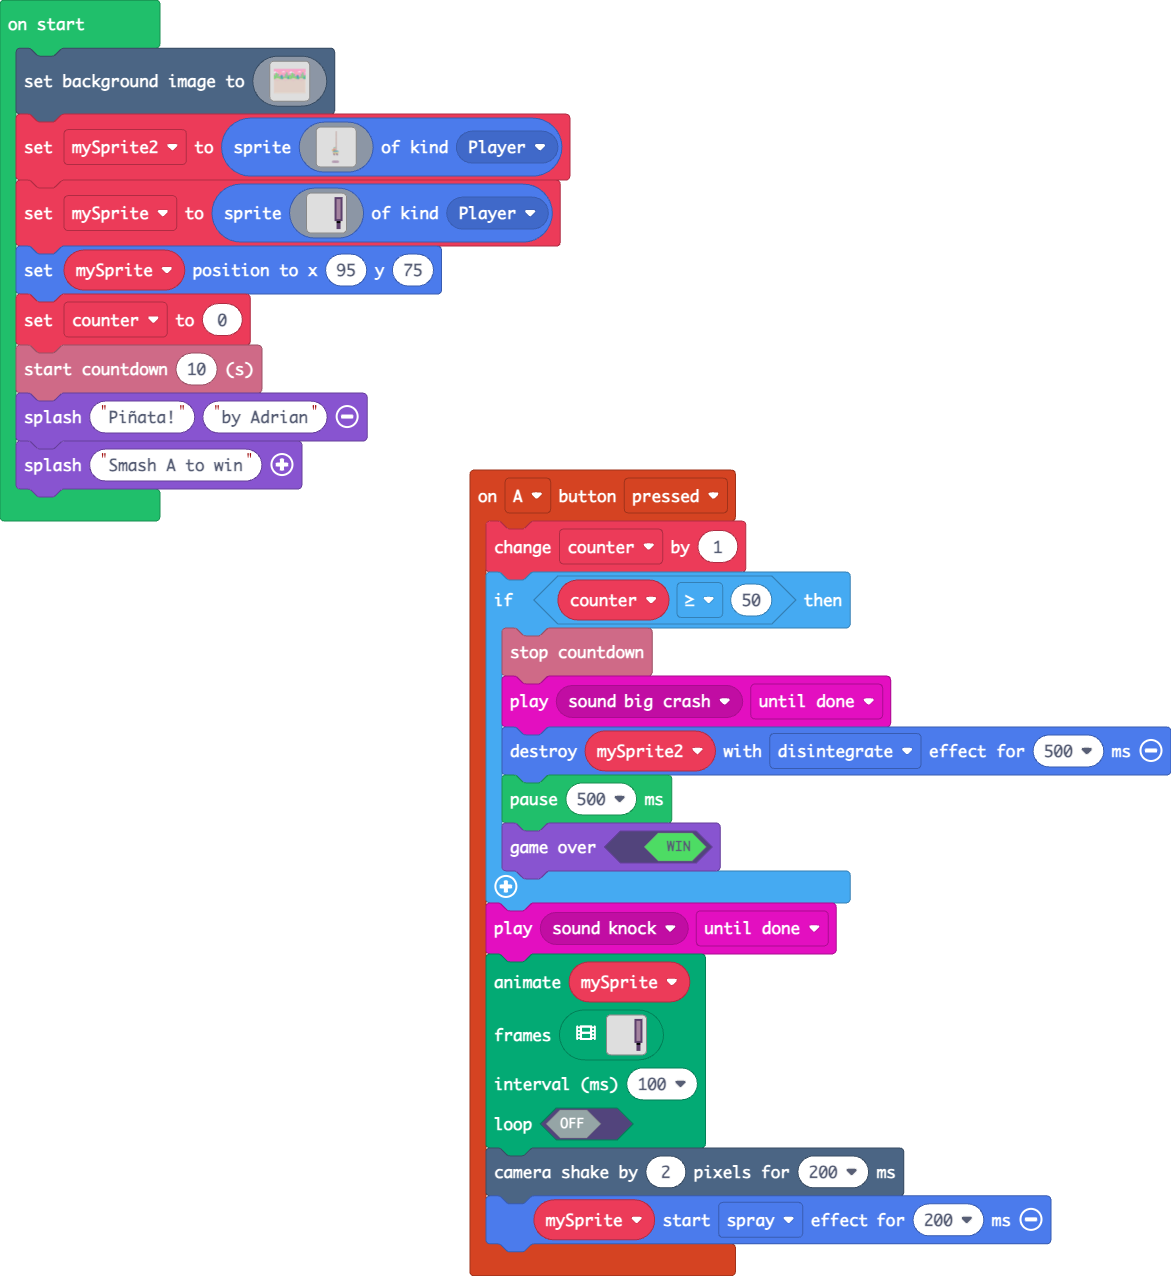 on start
set background image to
set mySprite2 to sprite of kind Player
set mySprite to sprite of kind Player
set mySprite position to x 95 y 75
set counter to 0
start countdown 10 (s)
splash "Piñata!" "by Adrian"
splash "Smash A to win"
on A button pressed
change counter by 1
if counter ≥ 50 then
stop countdown
play sound big crash until done
destroy mySprite2 with disintegrate effect for 500 ms
pause 500 ms
game over WIN
play sound knock until done
animate mySprite
frames
interval (ms) 100
loop OFF
camera shake by 2 pixels for 200 ms
mySprite start spray effect for 200 ms